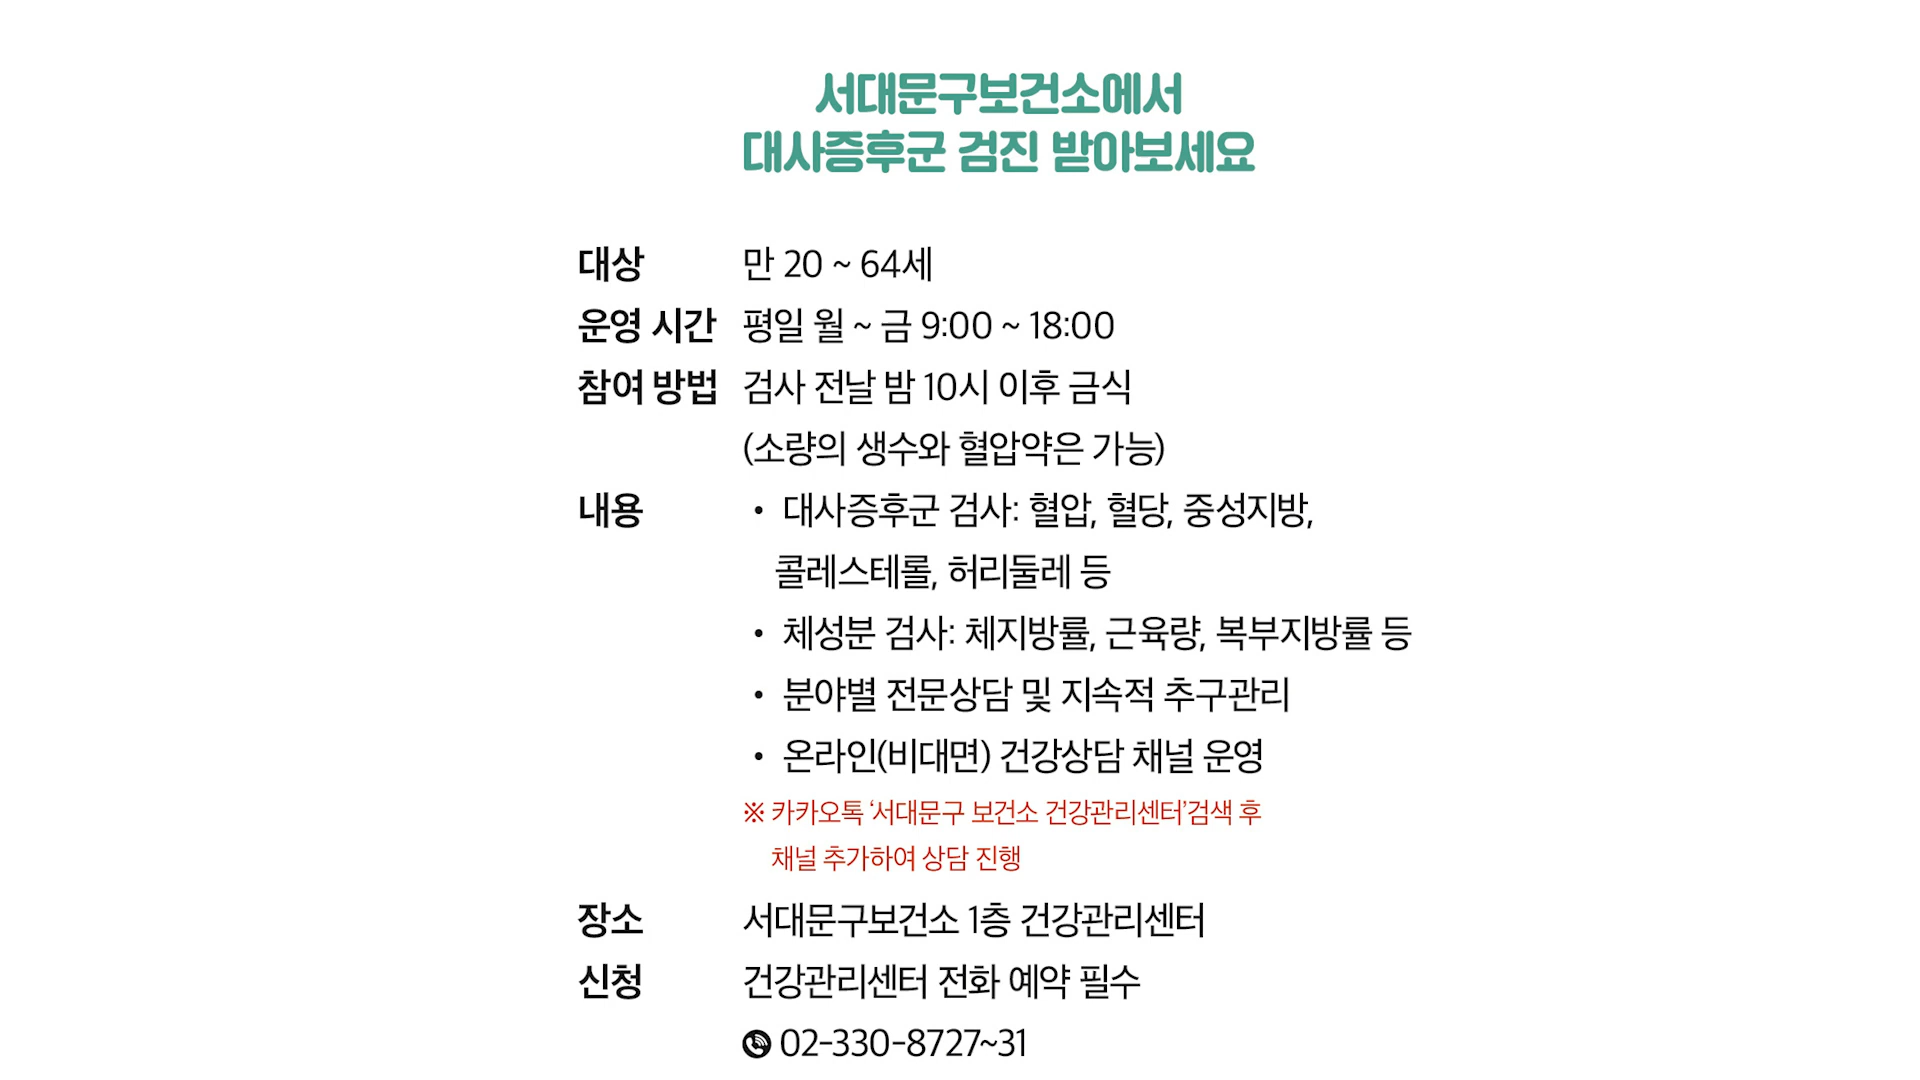 서대문구보건소에서
대사증후군 검진 받아보세요
대상 만 20 ~ 64세
운영 시간 평일 월 ~ 금 9:00 ~ 18:00
참여 방법 검사 전날 밤 10시 이후 금식
(소량의 생수와 혈압약은 가능)
내용 • 대사증후군 검사: 혈압, 혈당, 중성지방,
콜레스테롤, 허리둘레 등
• 체성분 검사: 체지방률, 근육량, 복부지방률 등
• 분야별 전문상담 및 지속적 추구관리
• 온라인(비대면) 건강상담 채널 운영
※ 카카오톡 ‘서대문구 보건소 건강관리센터’검색 후
채널 추가하여 상담 진행
장소 서대문구보건소 1층 건강관리센터
신청 건강관리센터 전화 예약 필수
02-330-8727~31